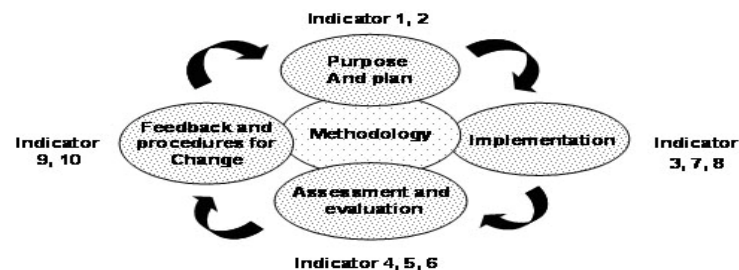 Indicator 1, 2
Purpose
And plan
Feedback and
procedures for
Change
Methodology
Implementation
Indicator
9, 10
Indicator
3, 7, 8
Assessment and
evaluation
Indicator 4, 5, 6